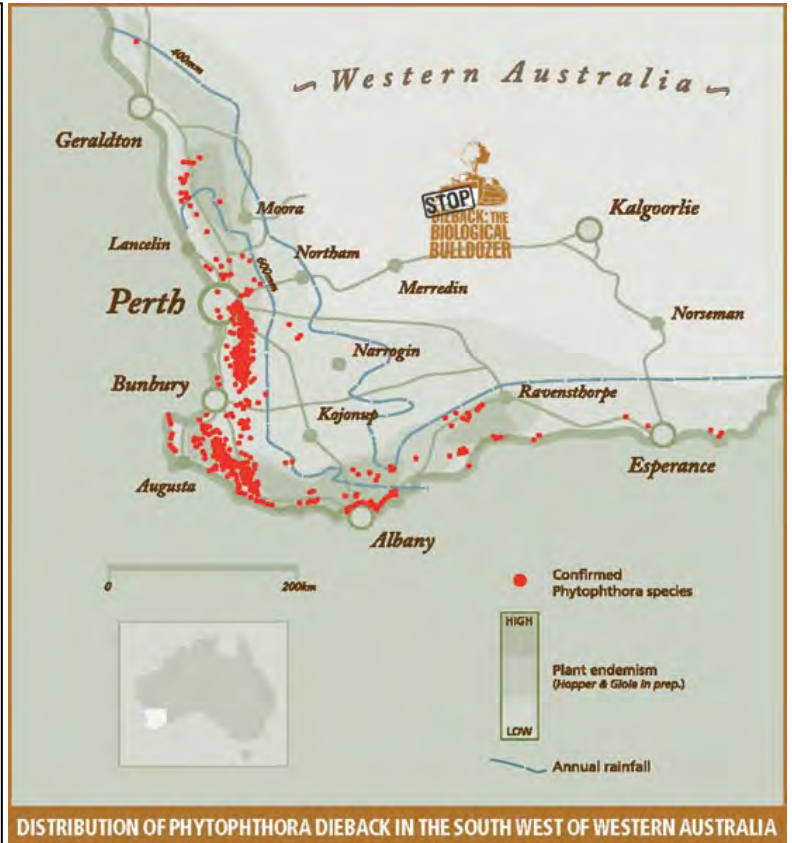 Western Australia
400mm
Geraldton
STOP
DIEBACK: THE
BIOLOGICAL
BULLDOZER
Kalgoorlie
Moora
Lancelin
Northam
600mm
Merredin
Perth
Norseman
Narrogin
Bunbury
Ravensthorpe
Kojonup
Esperance
Augusta
Albany
0
200km
Confirmed
Phytophthora species
HIGH
Plant endemism
(Hopper & Gioia in prep.)
LOW
Annual rainfall
DISTRIBUTION OF PHYTOPHTHORA DIEBACK IN THE SOUTH WEST OF WESTERN AUSTRALIA